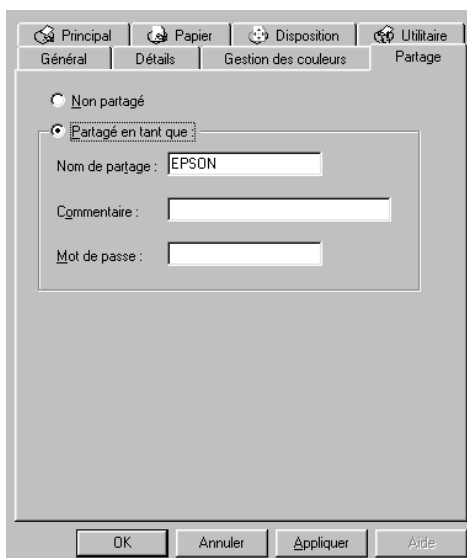 Principal Papier Disposition Utilitaire
Général Détails Gestion des couleurs Partage
Non partagé
Partagé en tant que :
Nom de partage : EPSON
Commentaire :
Mot de passe :
OK Annuler Appliquer Aide